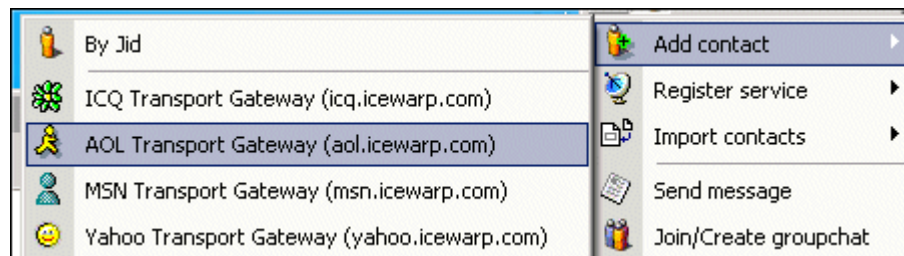 By Jid
ICQ Transport Gateway (icq.icewarp.com)
AOL Transport Gateway (aol.icewarp.com)
MSN Transport Gateway (msn.icewarp.com)
Yahoo Transport Gateway (yahoo.icewarp.com)
Add contact
Register service
Import contacts
Send message
Join/Create groupchat